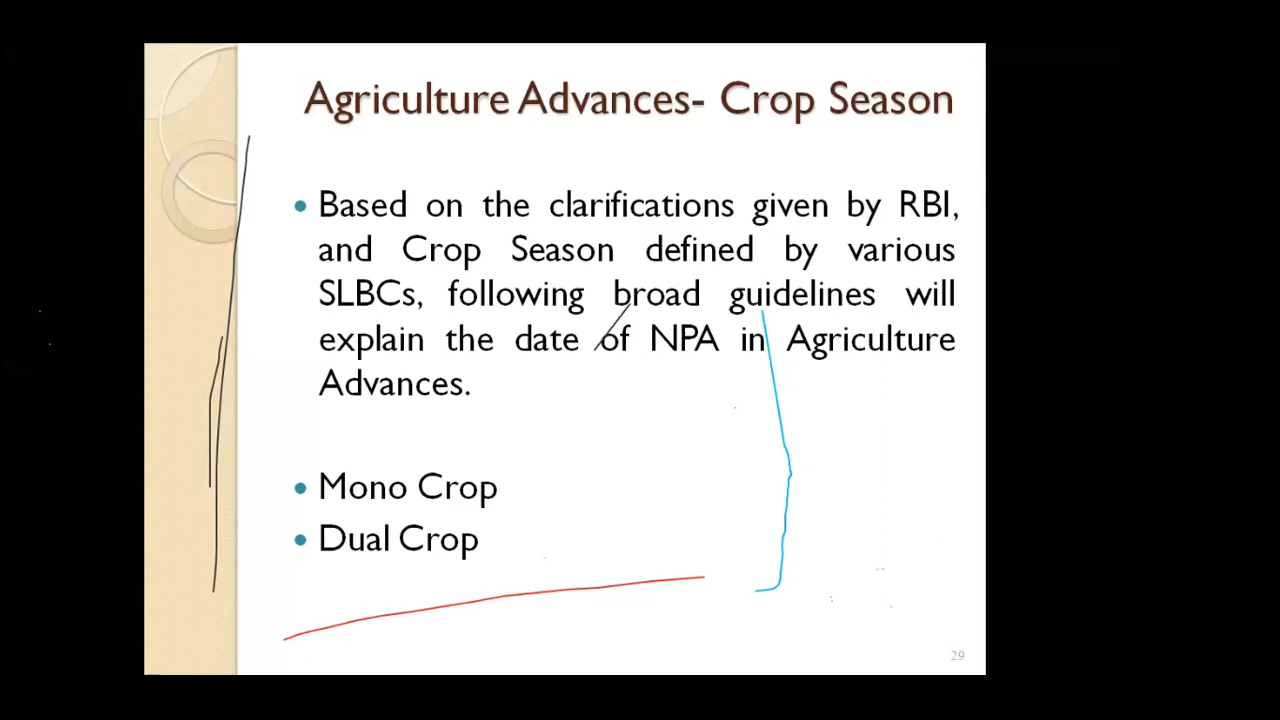 Agriculture Advances- Crop Season
• Based on the clarifications given by RBI,
and Crop Season defined by various
SLBCs, following broad guidelines will
explain the date of NPA in Agriculture
Advances.
• Mono Crop
• Dual Crop
29